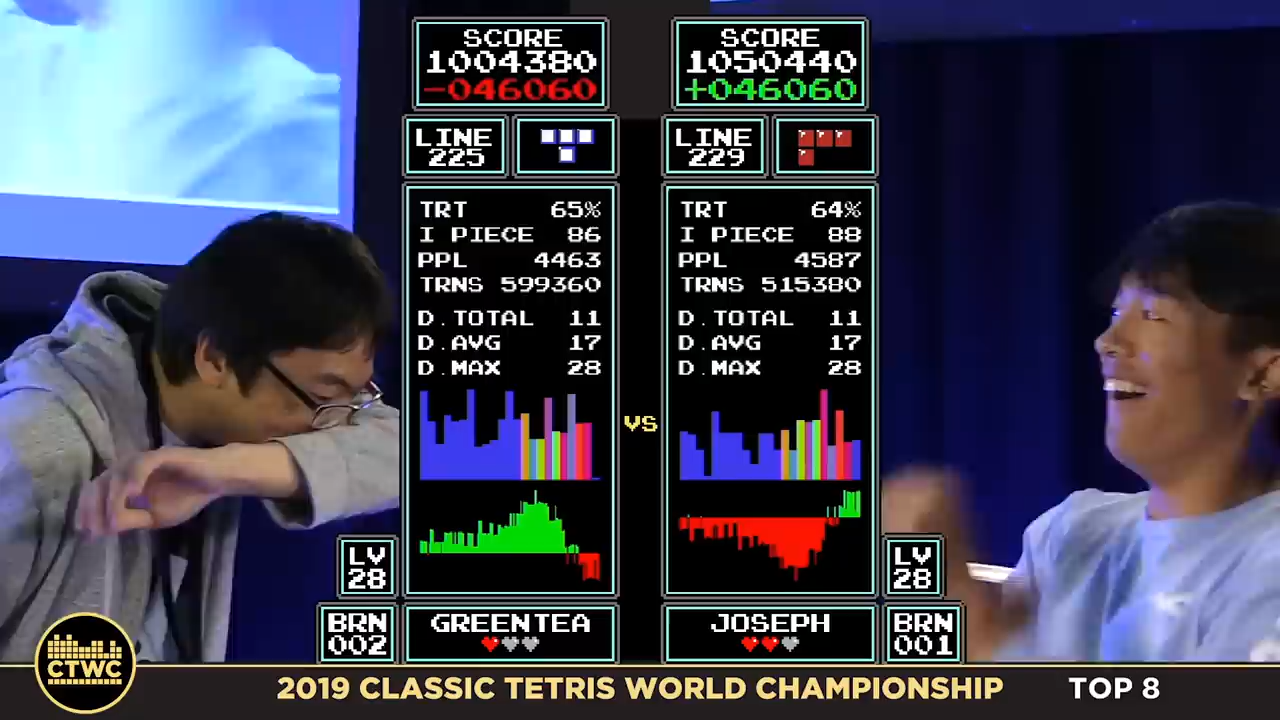 SCORE
1004380
-046060
LINE
225
TRT 65%
I PIECE 86
PPL 4463
TRNS 599360
D.TOTAL 11
D.AVG 17
D.MAX 28
LV
28
BRN
002
GREENTEA
VS
SCORE
1050440
+046060
LINE
229
TRT 64%
I PIECE 88
PPL 4587
TRNS 515380
D.TOTAL 11
D.AVG 17
D.MAX 28
LV
28
BRN
001
JOSEPH
CTWC
2019 CLASSIC TETRIS WORLD CHAMPIONSHIP
TOP 8